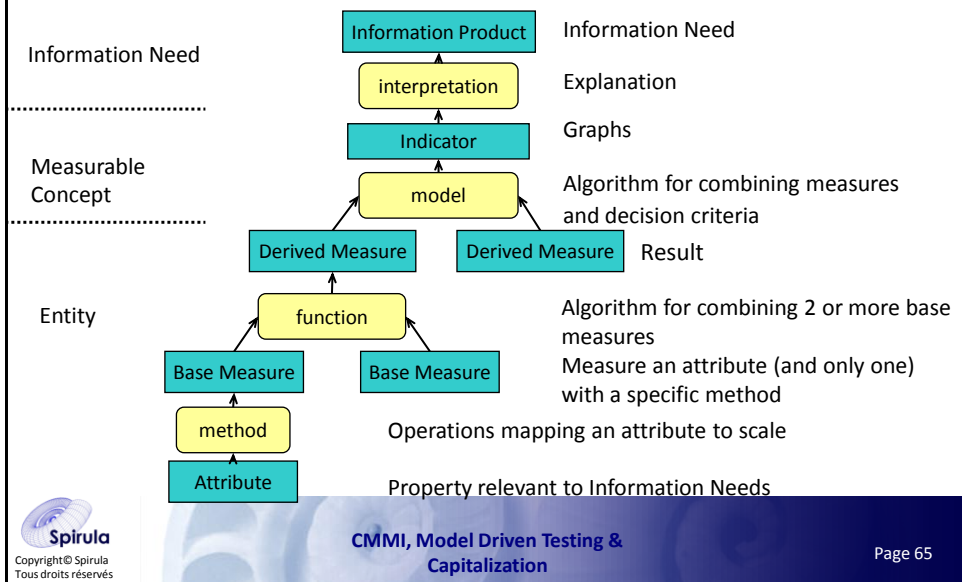 Information Product
Information Need
Information Need
interpretation
Explanation
Graphs
Indicator
Measurable
Concept
model
Algorithm for combining measures
and decision criteria
Derived Measure
Derived Measure
Result
Entity
function
Algorithm for combining 2 or more base
measures
Base Measure
Base Measure
Measure an attribute (and only one)
with a specific method
method
Operations mapping an attribute to scale
Attribute
Property relevant to Information Needs
Spirula
Copyright© Spirula
Tous droits réservés
CMMI, Model Driven Testing &
Capitalization
Page 65